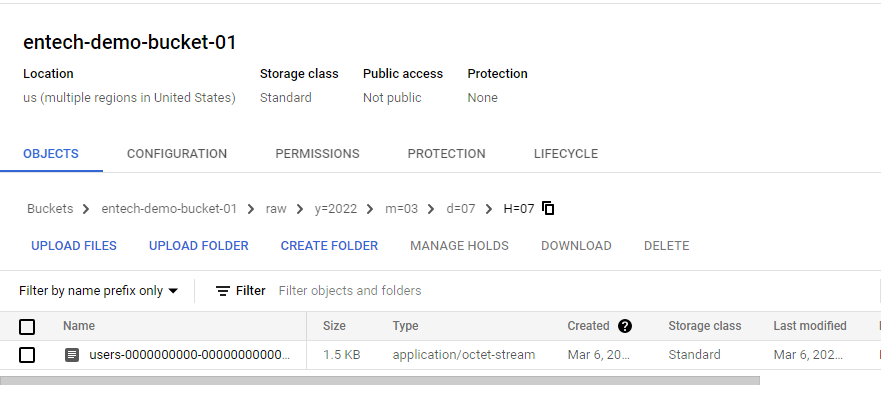 entech-demo-bucket-01
Location Storage class Public access Protection
us (multiple regions in United States) Standard Not public None
OBJECTS CONFIGURATION PERMISSIONS PROTECTION LIFECYCLE
Buckets > entech-demo-bucket-01 > raw > y=2022 > m=03 > d=07 > H=07
UPLOAD FILES UPLOAD FOLDER CREATE FOLDER MANAGE HOLDS DOWNLOAD DELETE
Filter by name prefix only Filter Filter objects and folders
Name Size Type Created ? Storage class Last modified
users-0000000000-00000000000... 1.5 KB application/octet-stream Mar 6, 20... Standard Mar 6, 202...